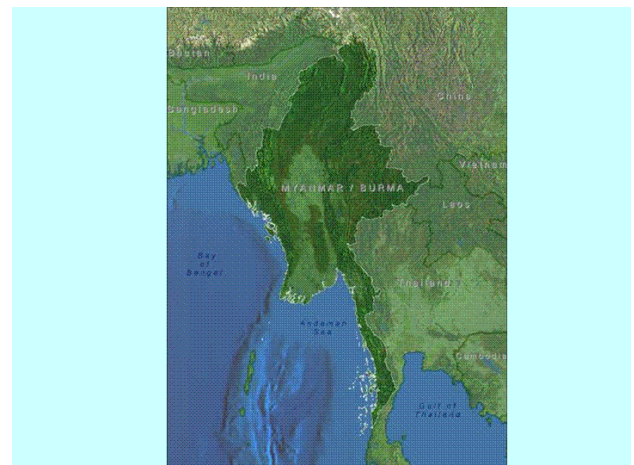 Bhutan
India
China
Bangladesh
MYANMAR / BURMA
Vietnam
Laos
Bay
of
Bengal
Thailand
Andaman
Sea
Cambodia
Gulf of
Thailand